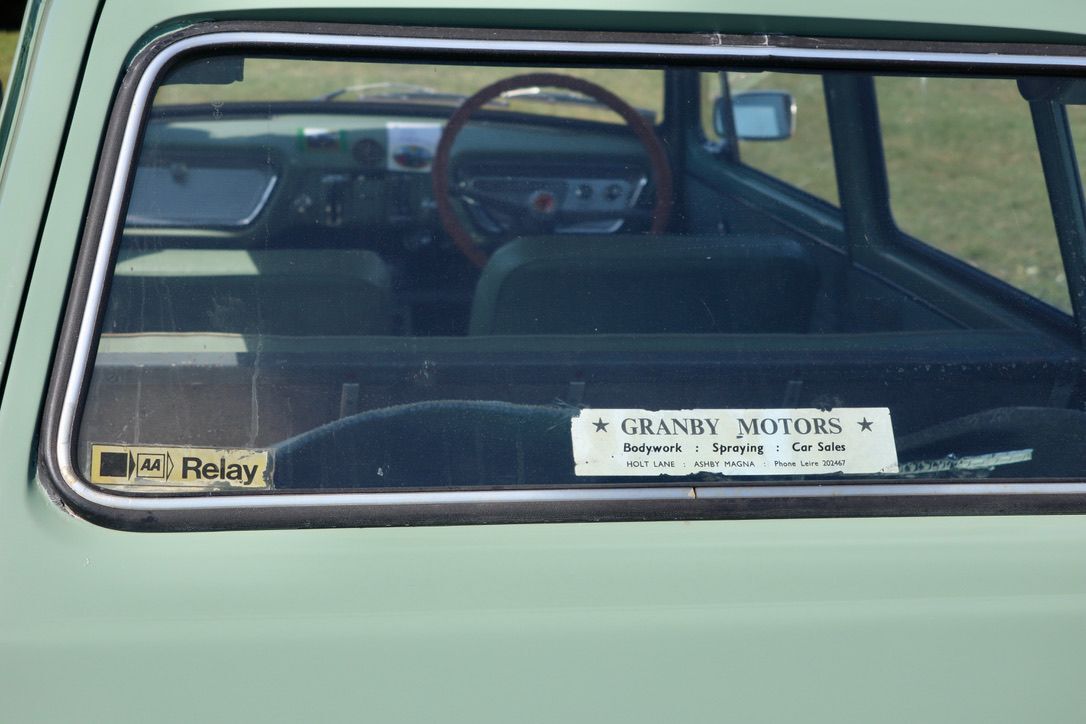 ★ GRANBY MOTORS ★
Bodywork : Spraying : Car Sales
HOLT LANE : ASHBY MAGNA : Phone Leire 202467
AA Relay